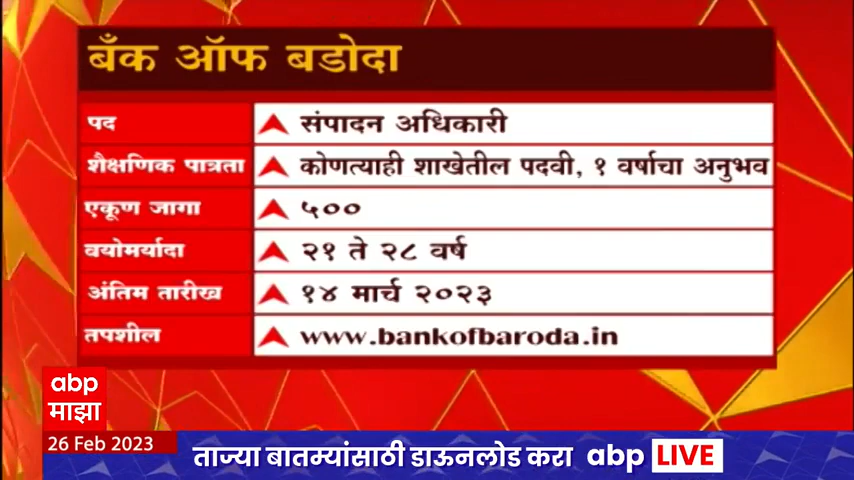 बँक ऑफ बडोदा
पद संपादन अधिकारी
शैक्षणिक पात्रता कोणत्याही शाखेतील पदवी, १ वर्षाचा अनुभव
एकूण जागा ५००
वयोमर्यादा २१ ते २८ वर्ष
अंतिम तारीख १४ मार्च २०२३
तपशील www.bankofbaroda.in
abp
माझा
26 Feb 2023
ताज्या बातम्यांसाठी डाऊनलोड करा abp LIVE